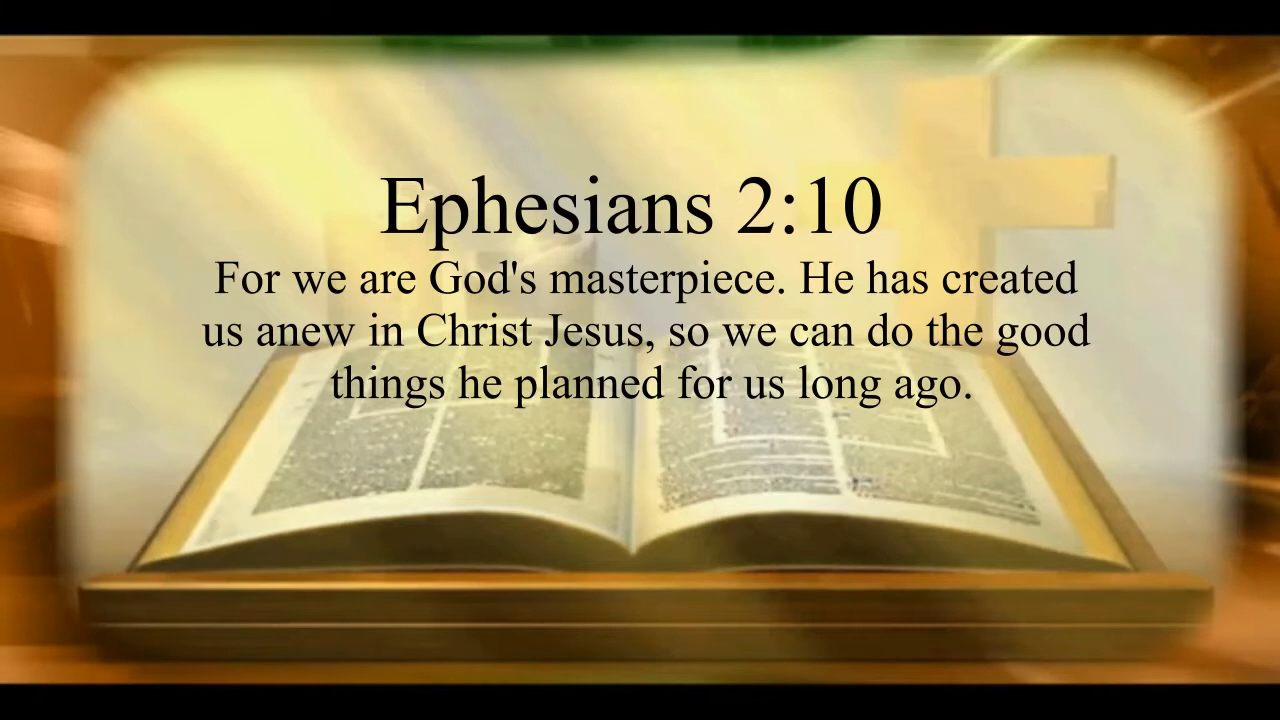 Ephesians 2:10
For we are God's masterpiece. He has created
us anew in Christ Jesus, so we can do the good
things he planned for us long ago.